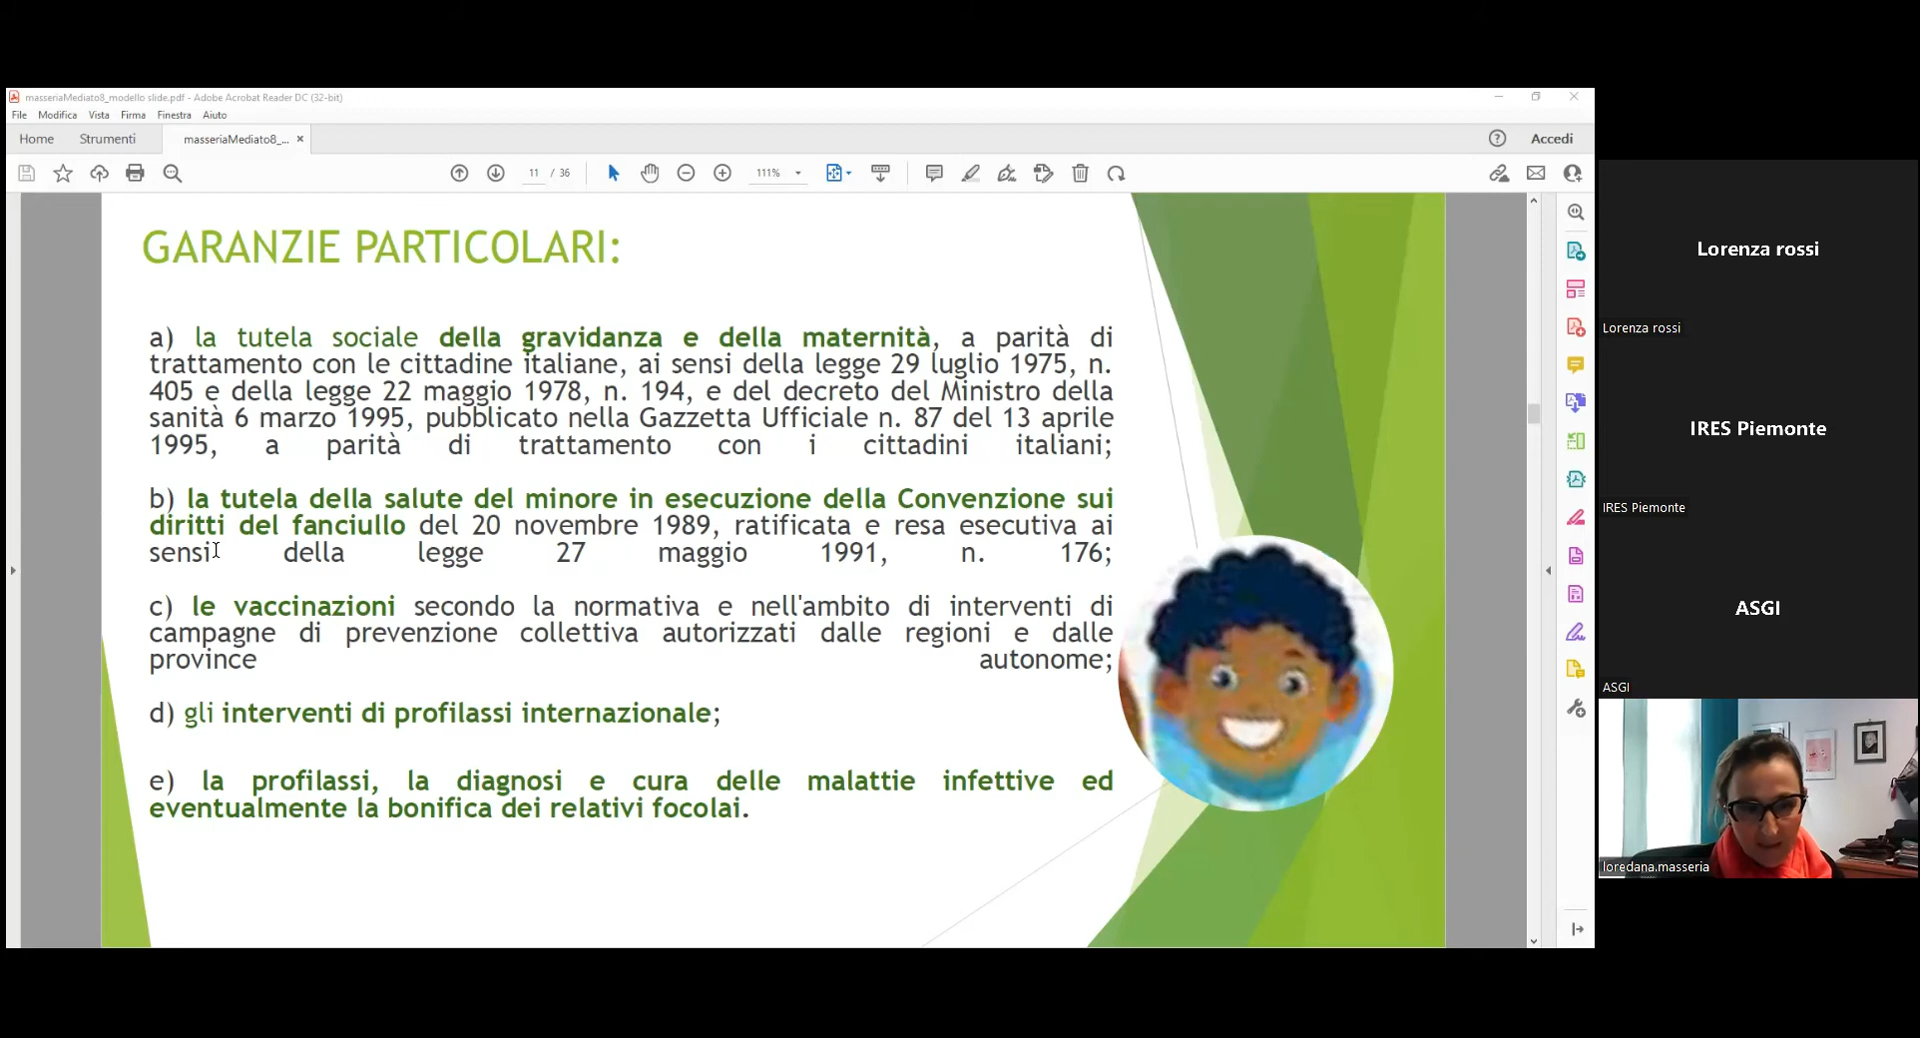 masseriaMediato8_modello slide.pdf - Adobe Acrobat Reader DC (32-bit)
File Modifica Vista Firma Finestra Aiuto
Home Strumenti masseriaMediato8_... × Accedi
11 / 36 111%
GARANZIE PARTICOLARI:
a) la tutela sociale della gravidanza e della maternità, a parità di
trattamento con le cittadine italiane, ai sensi della legge 29 luglio 1975, n.
405 e della legge 22 maggio 1978, n. 194, e del decreto del Ministro della
sanità 6 marzo 1995, pubblicato nella Gazzetta Ufficiale n. 87 del 13 aprile
1995, a parità di trattamento con i cittadini italiani;
b) la tutela della salute del minore in esecuzione della Convenzione sui
diritti del fanciullo del 20 novembre 1989, ratificata e resa esecutiva ai
sensi della legge 27 maggio 1991, n. 176;
c) le vaccinazioni secondo la normativa e nell'ambito di interventi di
campagne di prevenzione collettiva autorizzati dalle regioni e dalle
province autonome;
d) gli interventi di profilassi internazionale;
e) la profilassi, la diagnosi e cura delle malattie infettive ed
eventualmente la bonifica dei relativi focolai.
Lorenza rossi
Lorenza rossi
IRES Piemonte
IRES Piemonte
ASGI
ASGI
loredana.masseria